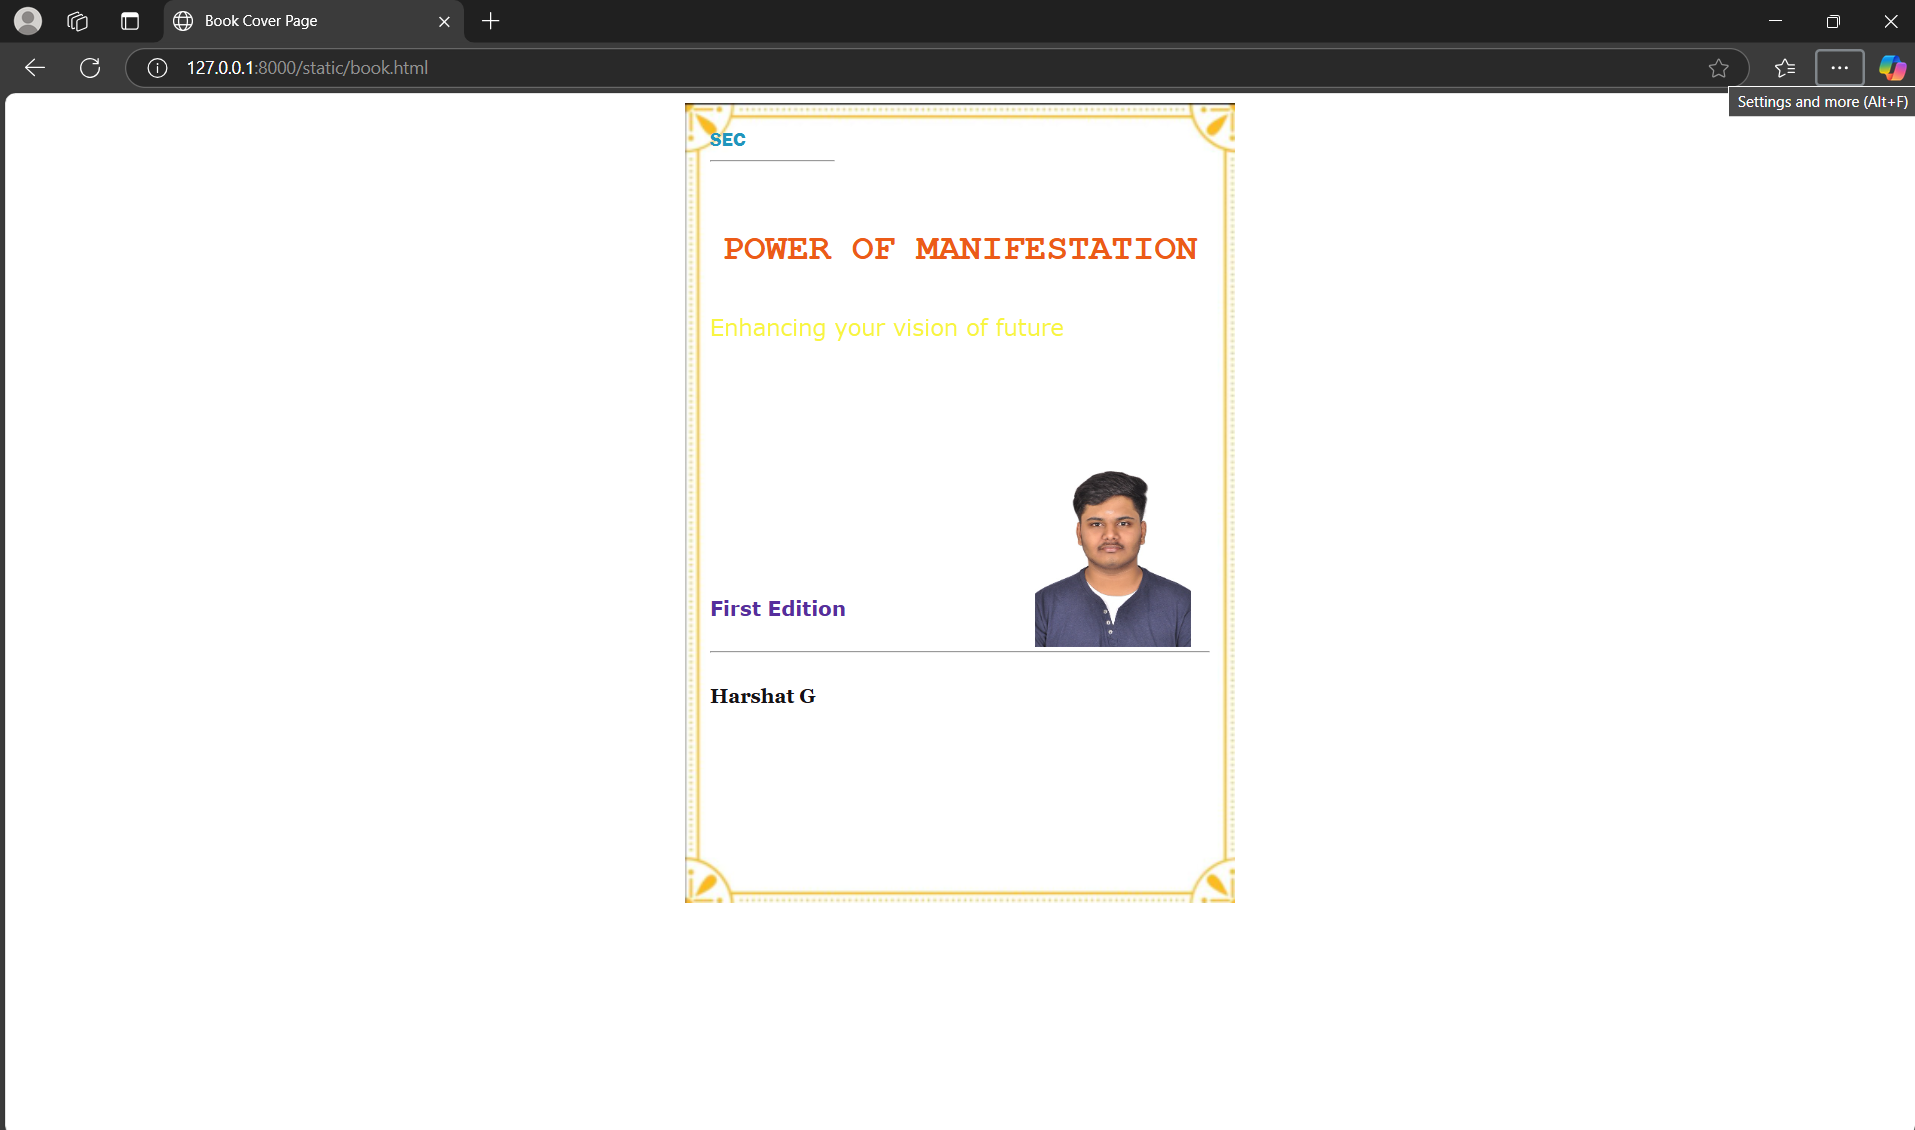 Book Cover Page
127.0.0.1:8000/static/book.html
Settings and more (Alt+F)
SEC
POWER OF MANIFESTATION
Enhancing your vision of future
First Edition
Harshat G